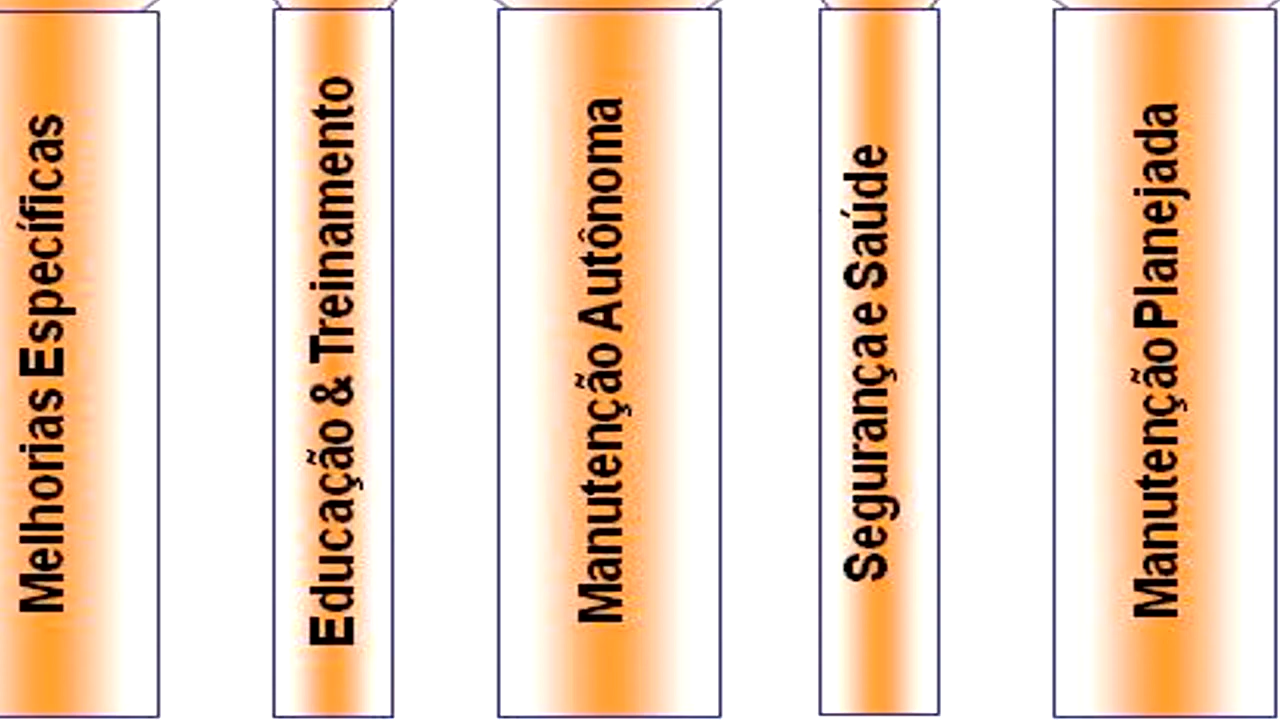 Melhorias Específicas
Educação & Treinamento
Manutenção Autônoma
Segurança e Saúde
Manutenção Planejada